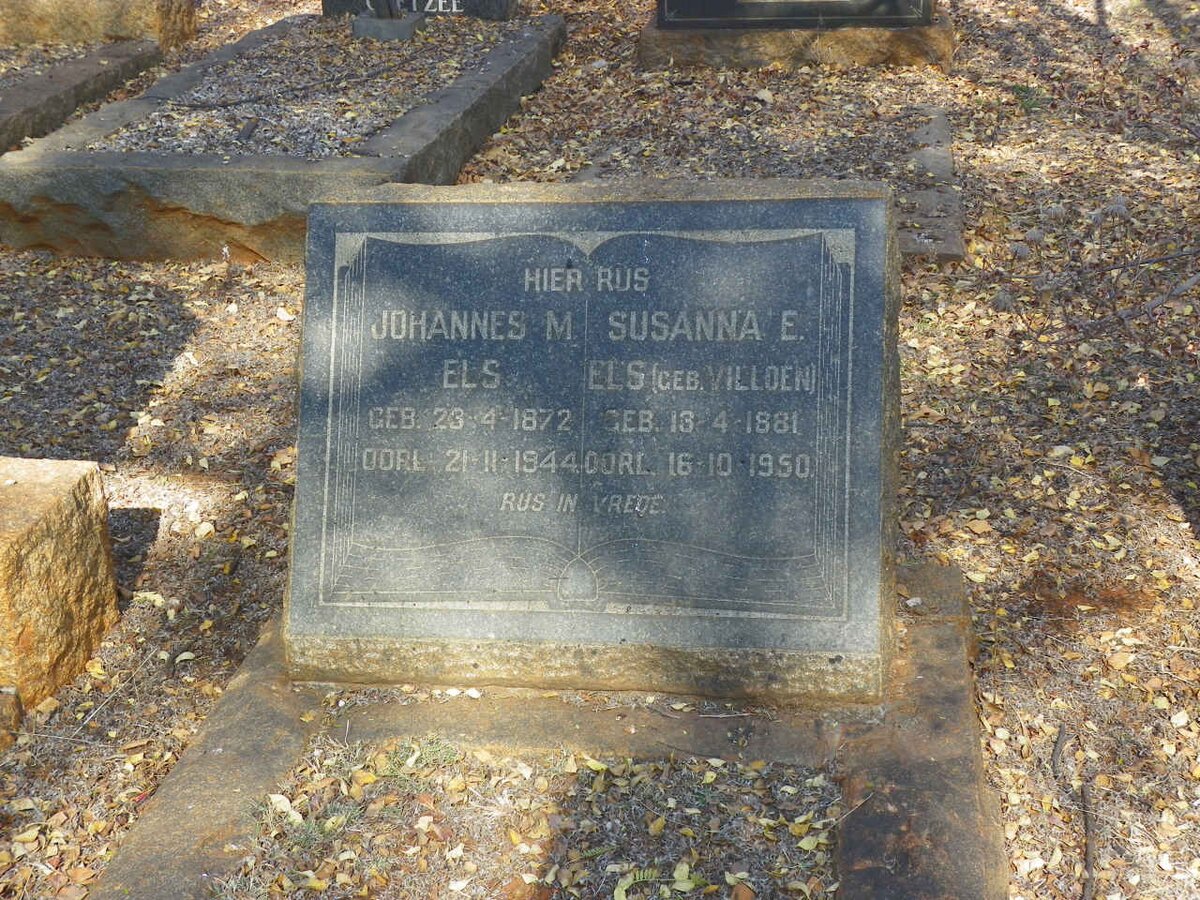 HIER RUS
JOHANNES M.
ELS
GEB. 23-4-1872
OORL. 21-11-1944
SUSANNA E.
ELS (GEB. VILLOEN)
GEB. 13-4-1881
OORL. 16-10-1950.
RUS IN VREDE.